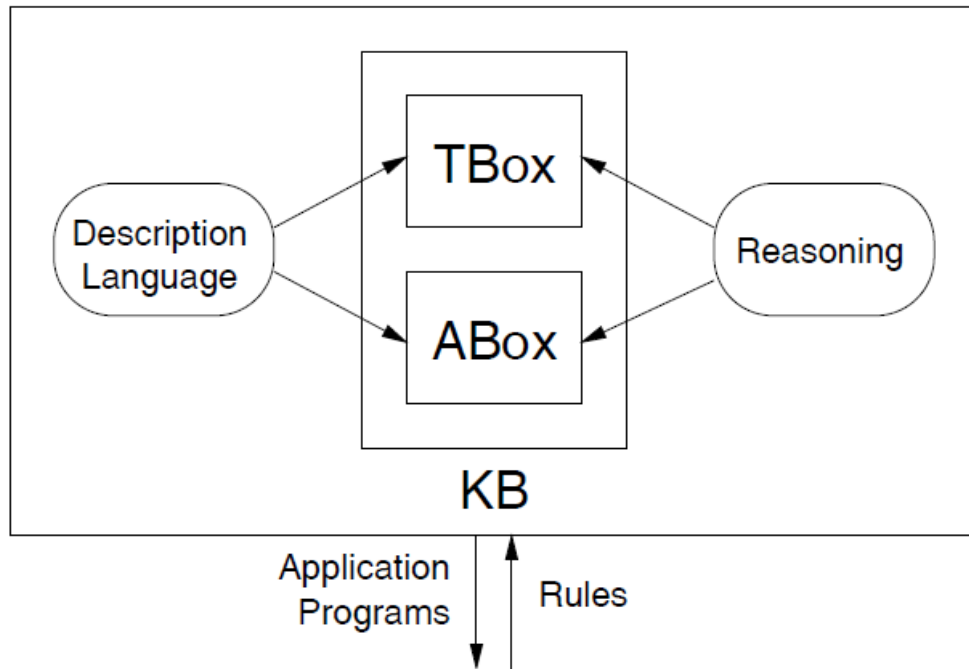 TBox
Description
Language
Reasoning
ABox
KB
Application
Programs
Rules